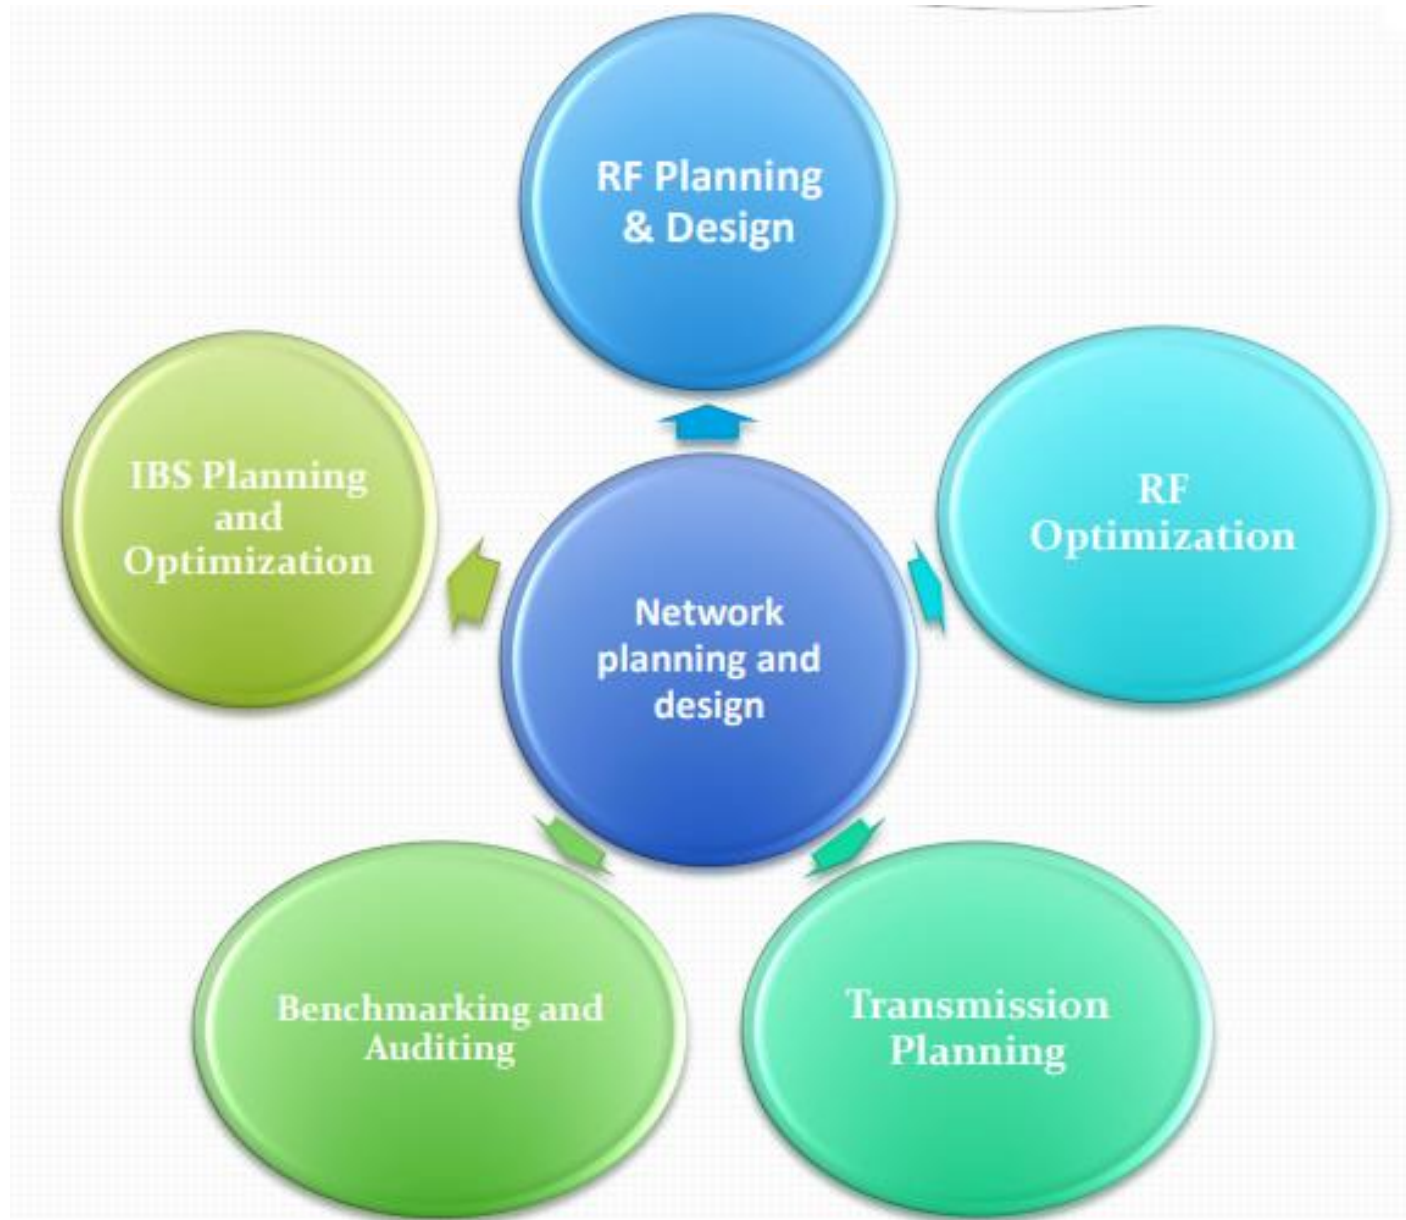 RF Planning
& Design
IBS Planning
and
Optimization
RF
Optimization
Network
planning and
design
Benchmarking and
Auditing
Transmission
Planning